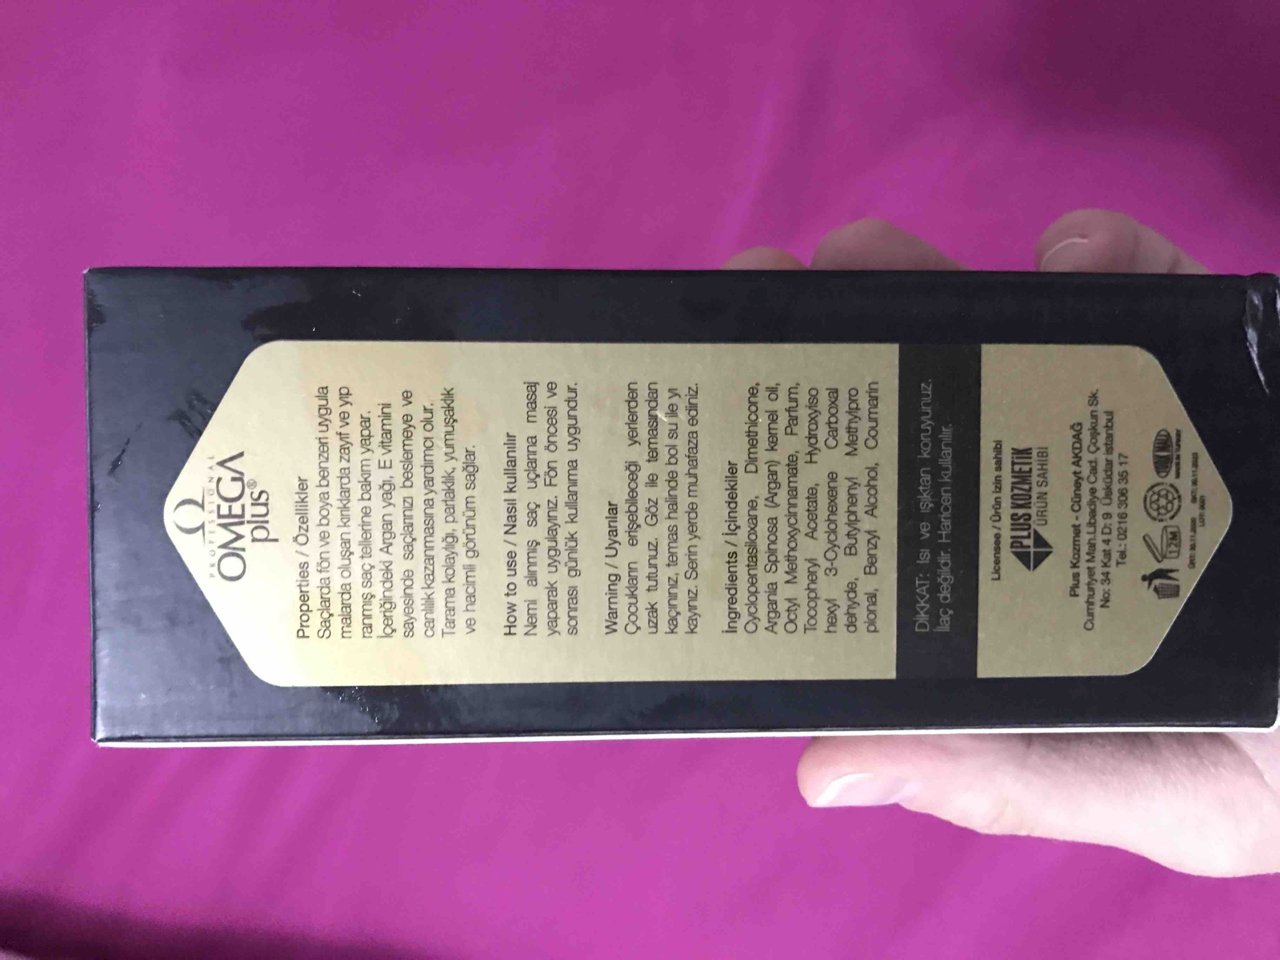 PROFESSIONAL
OMEGA
plus®
Properties / Özellikler
Saçlarda fön ve boya benzeri uygula
malarda oluşan kırıklarda zayıf ve yıp
ranmış saç tellerine bakım yapar.
İçeriğindeki Argan yağı, E vitamini
sayesinde saçlarınızı beslemeye ve
canlılık kazanmasına yardımcı olur.
Tarama kolaylığı, parlaklık, yumuşaklık
ve hacimli görünüm sağlar.
How to use / Nasıl kullanılır
Nemi alınmış saç uçlarına masaj
yaparak uygulayınız. Fön öncesi ve
sonrası günlük kullanıma uygundur.
Warning / Uyarılar
Çocukların erişebileceği yerlerden
uzak tutunuz. Göz ile temasından
kaçınınız, temas halinde bol su ile yı
kayınız. Serin yerde muhafaza ediniz.
Ingredients / İçindekiler
Cyclopentasiloxane, Dimethicone,
Argania Spinosa (Argan) kernel oil,
Octyl Methoxycinnamate, Parfum,
Tocopheryl Acetate, Hydroxyiso
hexyl 3-Cyclohexene Carboxal
dehyde, Butylphenyl Methylpro
pional, Benzyl Alcohol, Coumarin
DİKKAT: Isı ve ışıktan koruyunuz.
İlaç değildir. Haricen kullanılır.
Licensee / Ürün izin sahibi
PLUS KOZMETİK
ÜRÜN SAHİBİ
Plus Kozmet - Cüneyt AKDAĞ
Cumhuriyet Mah.Libadiye Cad. Çoşkun Sk.
No: 34 Kat 4 D: 9 Üsküdar İstanbul
Tel.: 0216 306 35 17
12M